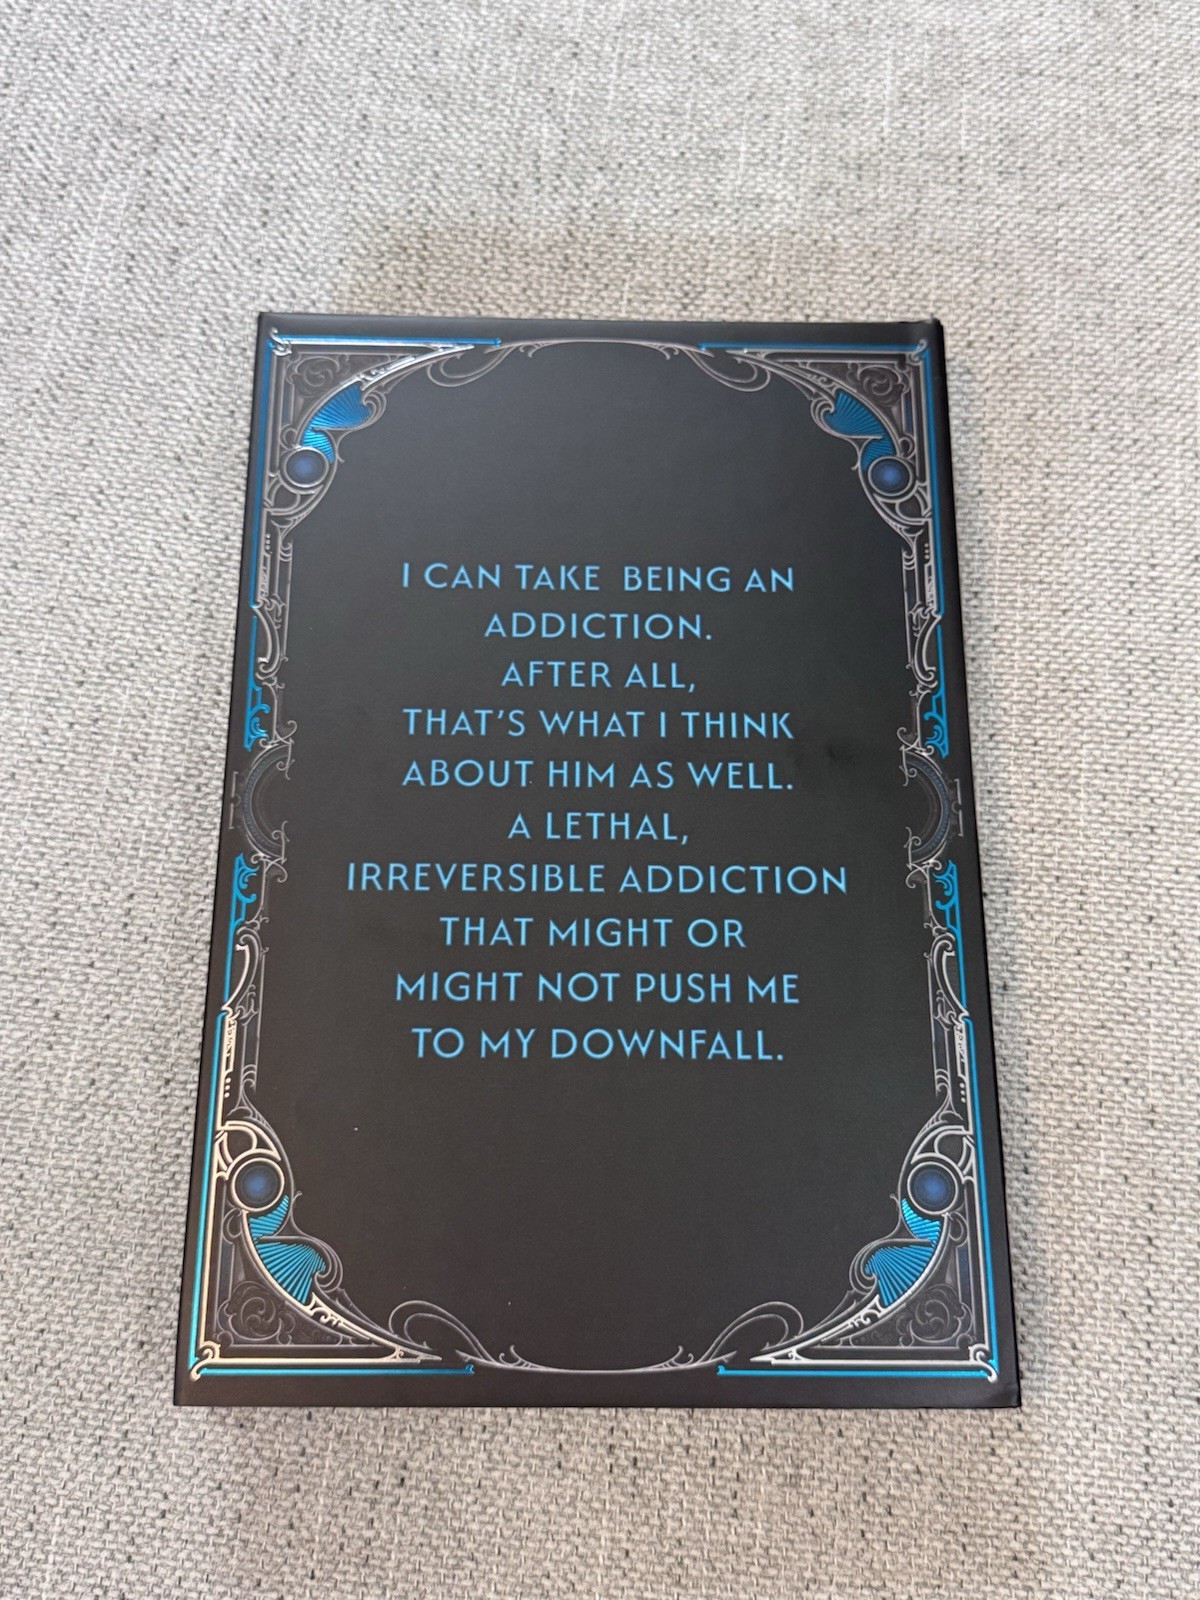 I CAN TAKE BEING AN
ADDICTION.
AFTER ALL,
THAT'S WHAT I THINK
ABOUT HIM AS WELL.
A LETHAL,
IRREVERSIBLE ADDICTION
THAT MIGHT OR
MIGHT NOT PUSH ME
TO MY DOWNFALL.